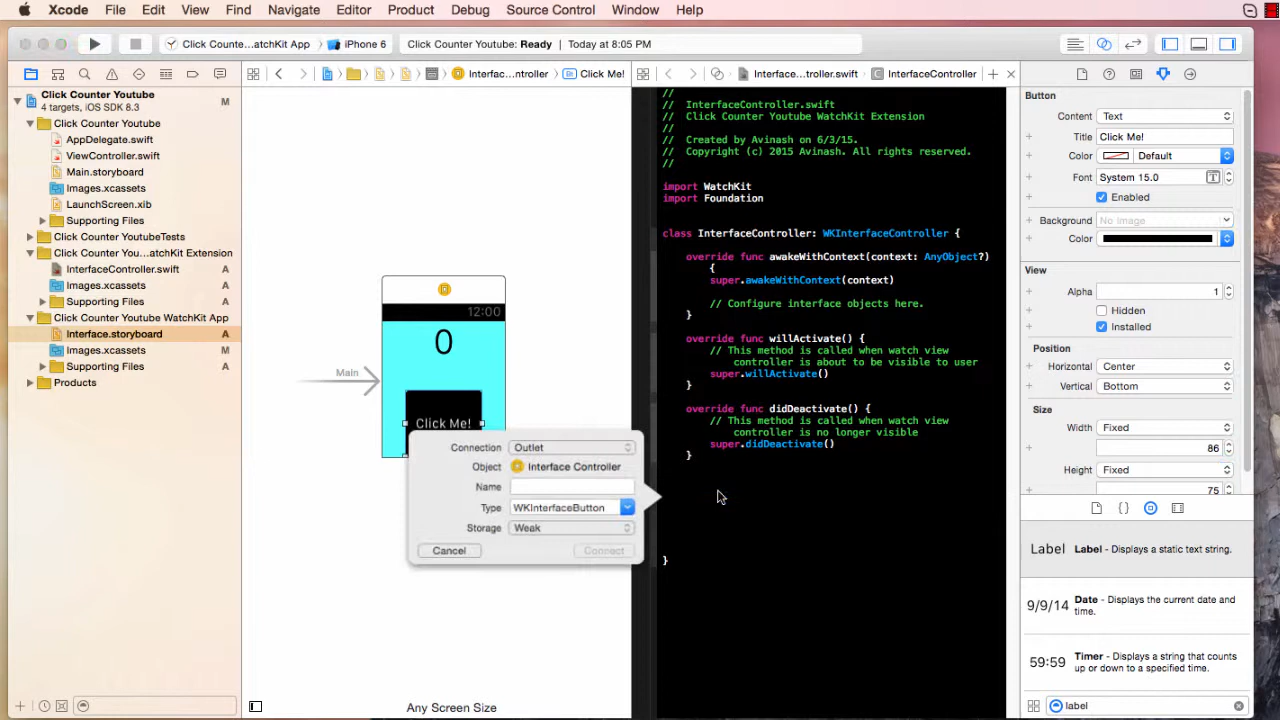 Xcode File Edit View Find Navigate Editor Product Debug Source Control Window Help
Click Counte...atchKit App iPhone 6 Click Counter Youtube: Ready Today at 8:05 PM
Interfac...ntroller Click Me! Interface...troller.swift InterfaceController
Click Counter Youtube M
4 targets, iOS SDK 8.3
Click Counter Youtube
AppDelegate.swift
ViewController.swift
Main.storyboard
Images.xcassets
LaunchScreen.xib
Supporting Files
Click Counter YoutubeTests
Click Counter You...atchKit Extension
InterfaceController.swift A
Images.xcassets A
Supporting Files A
Click Counter Youtube WatchKit App
Interface.storyboard A
Images.xcassets M
Supporting Files A
Products
Main
12:00
0
Click Me!
Connection Outlet
Object Interface Controller
Name
Type WKInterfaceButton
Storage Weak
Cancel Connect
Any Screen Size
//
// InterfaceController.swift
// Click Counter Youtube WatchKit Extension
//
// Created by Avinash on 6/3/15.
// Copyright (c) 2015 Avinash. All rights reserved.
//
import WatchKit
import Foundation
class InterfaceController: WKInterfaceController {
override func awakeWithContext(context: AnyObject?)
{
super.awakeWithContext(context)
// Configure interface objects here.
}
override func willActivate() {
// This method is called when watch view
controller is about to be visible to user
super.willActivate()
}
override func didDeactivate() {
// This method is called when watch view
controller is no longer visible
super.didDeactivate()
}
}
Button
Content Text
Title Click Me!
Color Default
Font System 15.0
Enabled
Background No Image
Color
View
Alpha 1
Hidden
Installed
Position
Horizontal Center
Vertical Bottom
Size
Width Fixed
86
Height Fixed
75
Label Label - Displays a static text string.
9/9/14 Date - Displays the current date and
time.
59:59 Timer - Displays a string that counts
up or down to a specified time.
label